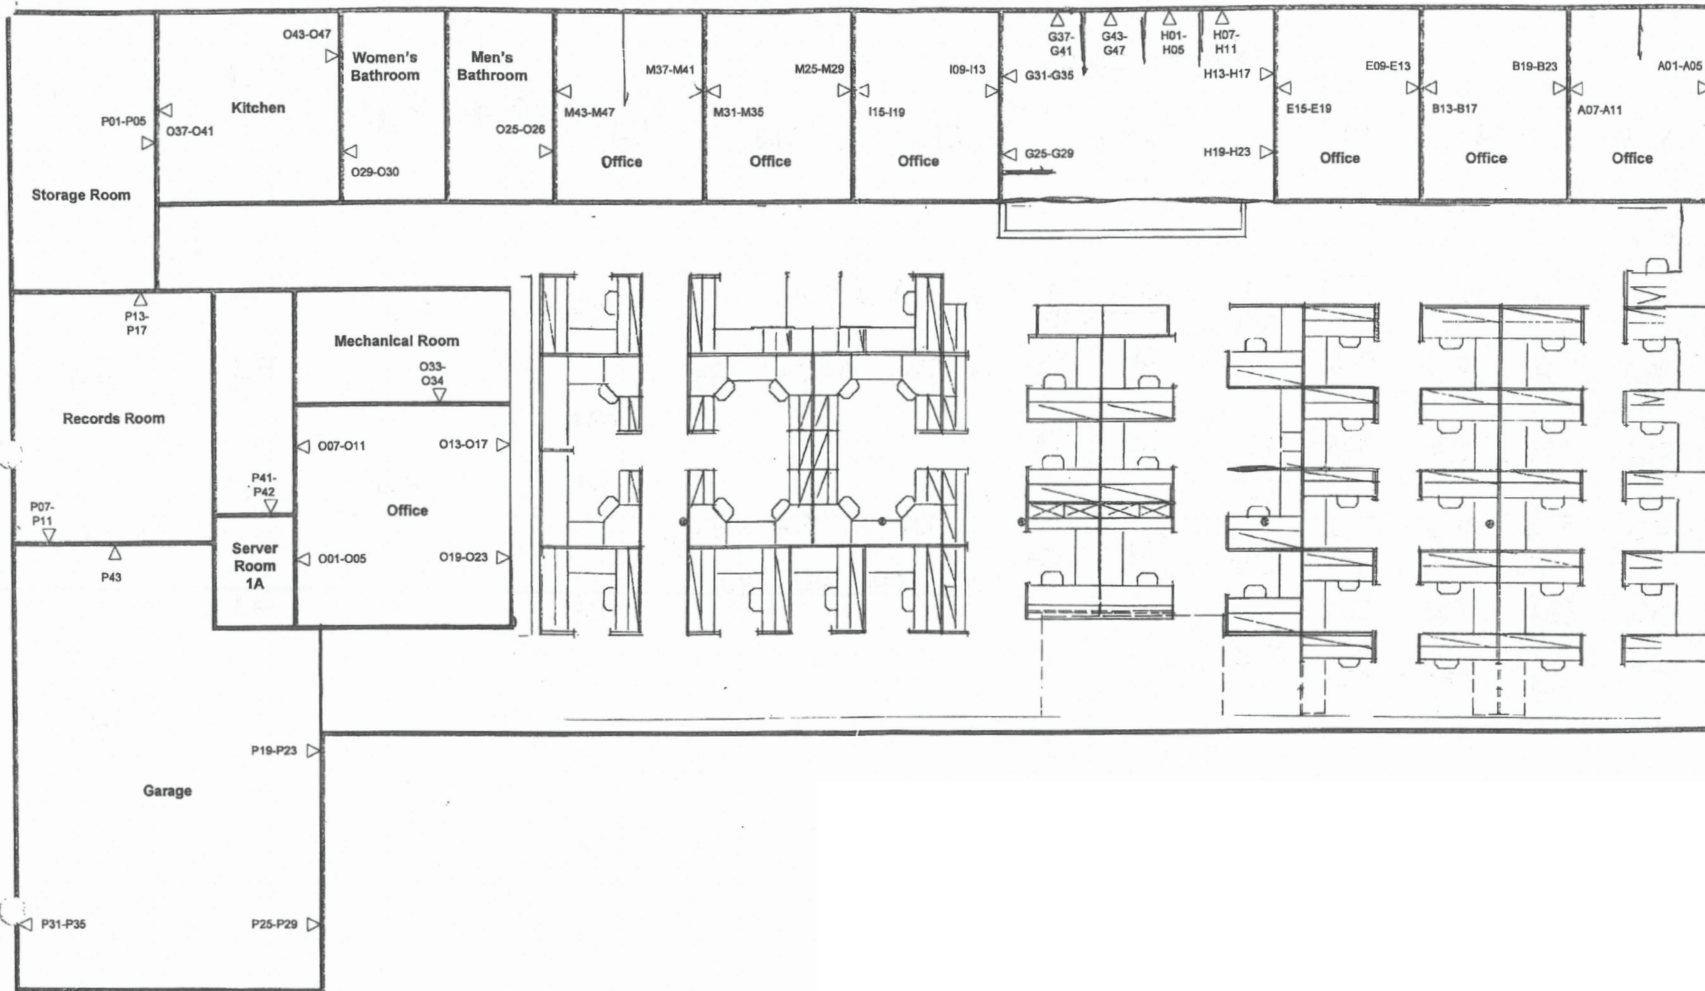 O43-O47
Women's
Bathroom
Men's
Bathroom
Kitchen
P01-P05
O37-O41
O29-O30
O25-O26
Storage Room
M37-M41
M43-M47
Office
M25-M29
M31-M35
Office
I09-I13
I15-I19
Office
G37-
G41
G43-
G47
H01-
H05
H07-
H11
G31-G35
H13-H17
G25-G29
H19-H23
E09-E13
E15-E19
Office
B19-B23
B13-B17
Office
A01-A05
A07-A11
Office
P13-
P17
Mechanical Room
O33-
O34
Records Room
O07-O11
O13-O17
P41-
P42
Office
P07-
P11
Server
Room
1A
O01-O05
O19-O23
P43
P19-P23
Garage
P31-P35
P25-P29